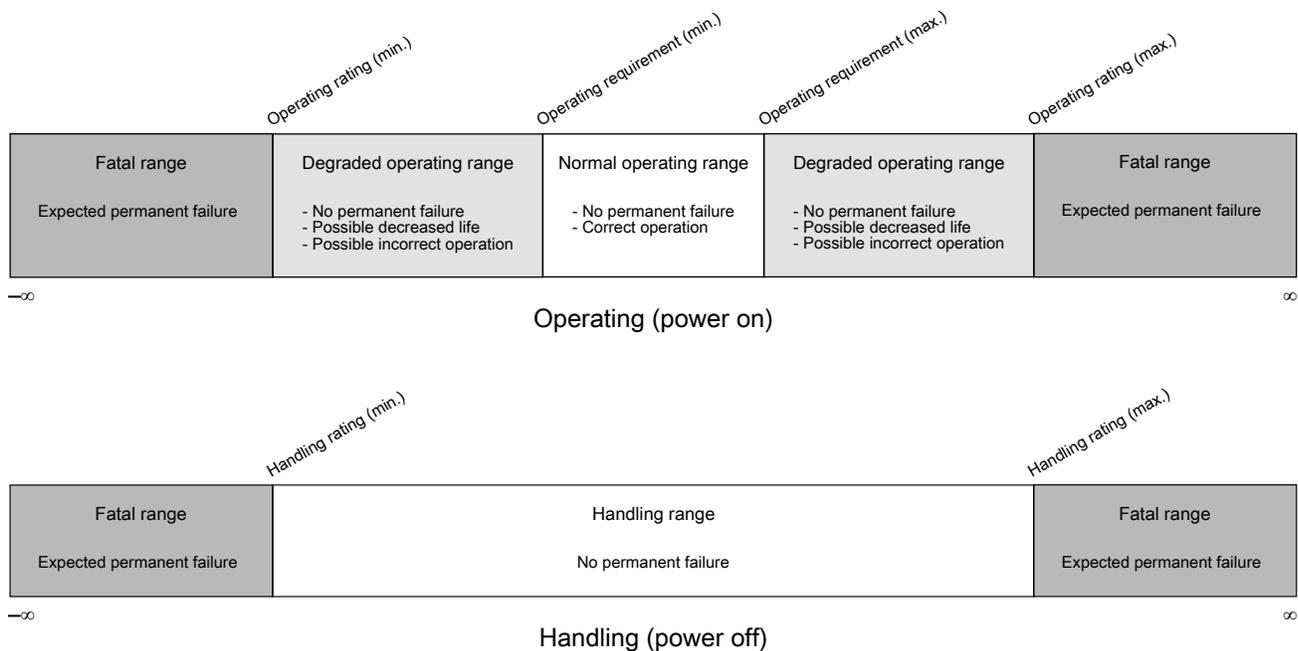 Operating rating (min.)
Operating requirement (min.)
Operating requirement (max.)
Operating rating (max.)
Fatal range
Degraded operating range
Normal operating range
Degraded operating range
Fatal range
Expected permanent failure
- No permanent failure
- Possible decreased life
- Possible incorrect operation
- No permanent failure
- Correct operation
- No permanent failure
- Possible decreased life
- Possible incorrect operation
Expected permanent failure
–∞
∞
Operating (power on)
Handling rating (min.)
Handling rating (max.)
Fatal range
Handling range
Fatal range
Expected permanent failure
No permanent failure
Expected permanent failure
–∞
∞
Handling (power off)